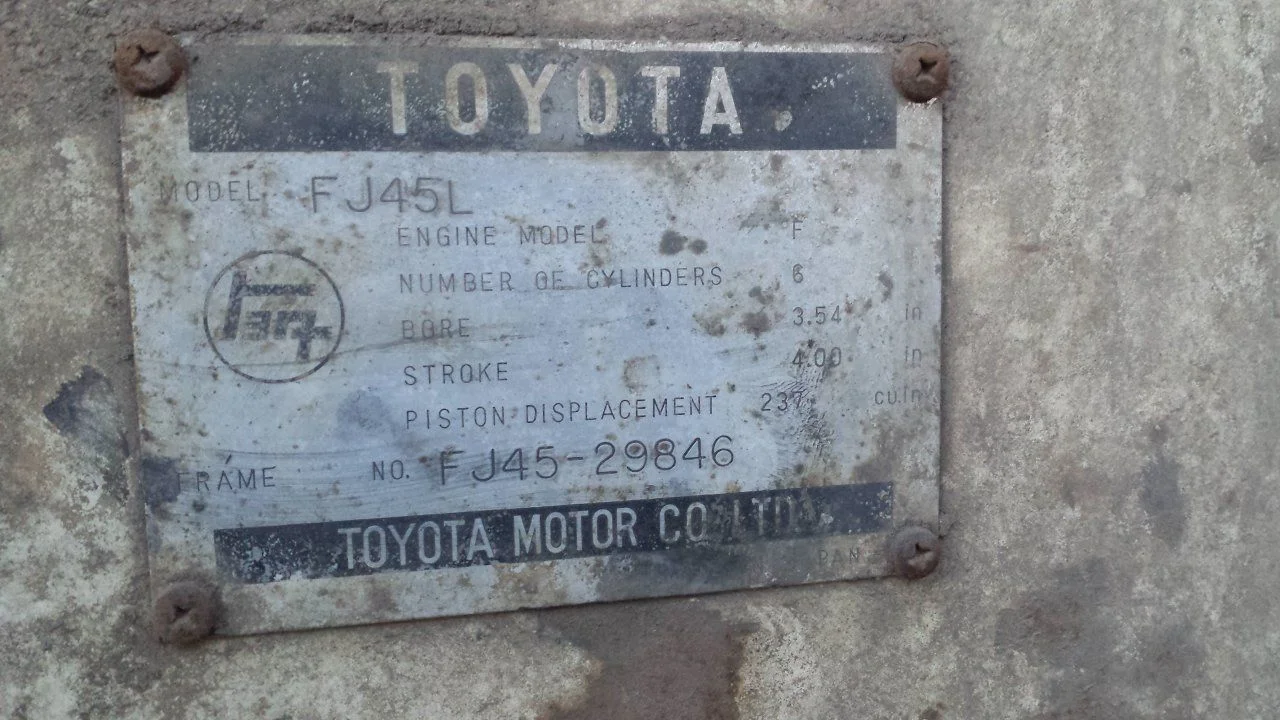 TOYOTA.
MODEL FJ45L
ENGINE MODEL F
NUMBER OF CYLINDERS 6
BORE 3.54 in
STROKE 4.00 in
PISTON DISPLACEMENT 237 cu.in
FRAME NO. FJ45-29846
TOYOTA MOTOR CO. LTD.